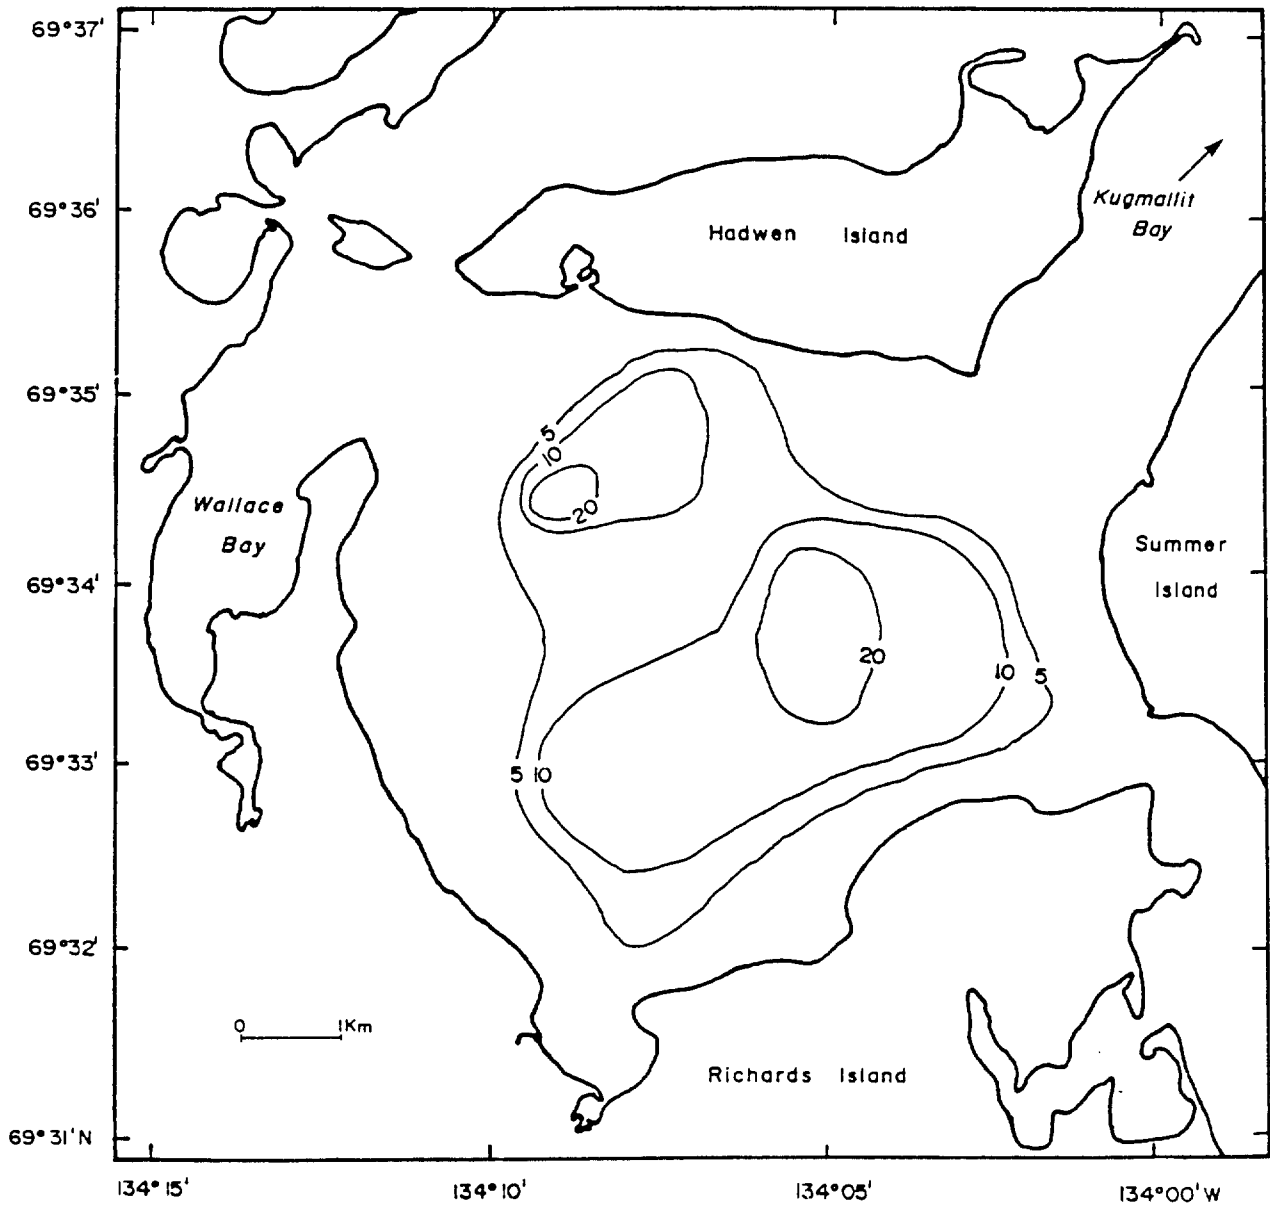 69°37'
69°36'
Kugmallit
Bay
Hadwen Island
69°35'
5
10
20
Wallace
Bay
Summer
Island
69°34'
20
10
5
69°33'
5 10
69°32'
0 1Km
Richards Island
69°31'N
134°15' 134°10' 134°05' 134°00'W